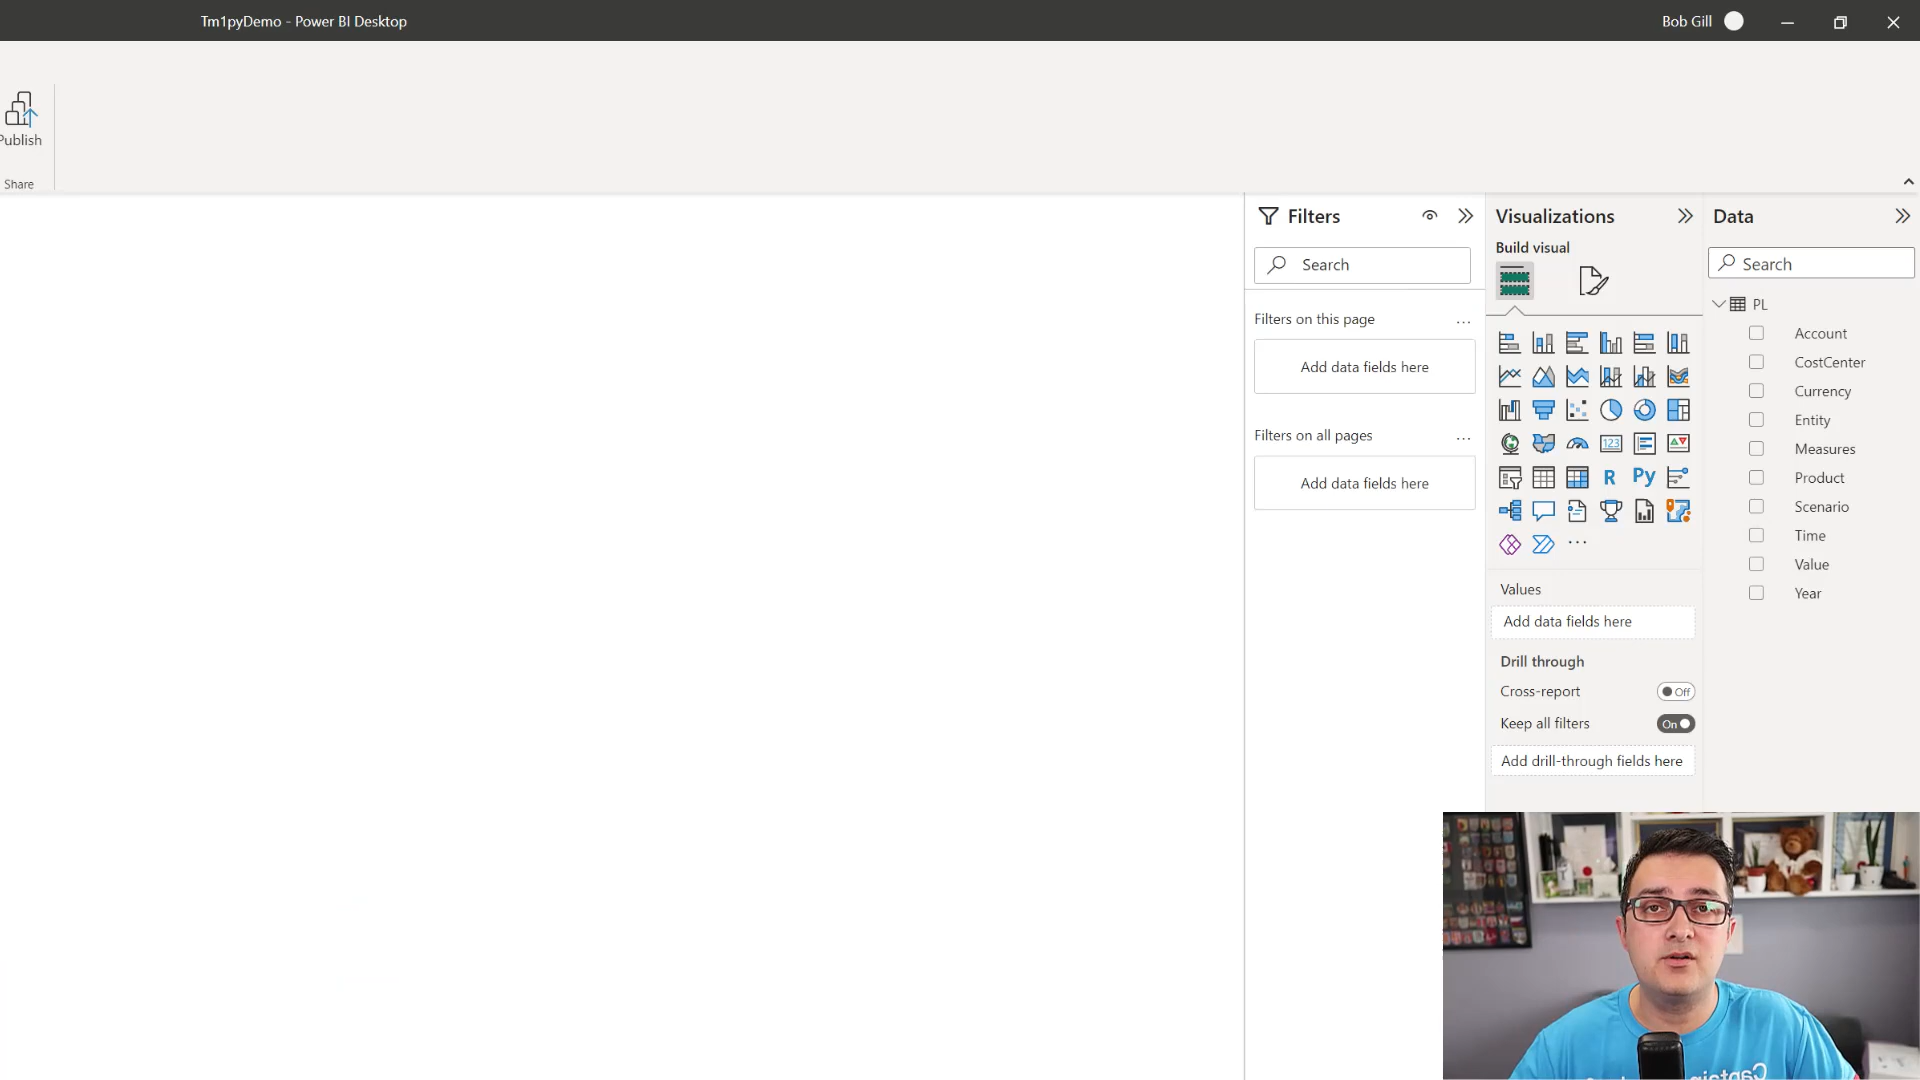 Tm1pyDemo - Power BI Desktop
Bob Gill
Publish
Share
Filters
Search
Filters on this page
...
Add data fields here
Filters on all pages
...
Add data fields here
Visualizations
Build visual
123
R
Py
...
Values
Add data fields here
Drill through
Cross-report
Off
Keep all filters
On
Add drill-through fields here
Data
Search
PL
Account
CostCenter
Currency
Entity
Measures
Product
Scenario
Time
Value
Year